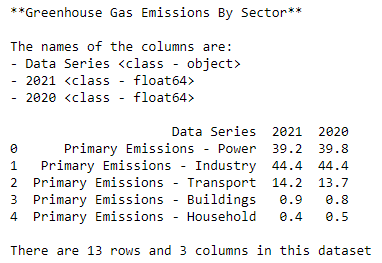 **Greenhouse Gas Emissions By Sector**
The names of the columns are:
- Data Series <class - object>
- 2021 <class - float64>
- 2020 <class - float64>
Data Series 2021 2020
0 Primary Emissions - Power 39.2 39.8
1 Primary Emissions - Industry 44.4 44.4
2 Primary Emissions - Transport 14.2 13.7
3 Primary Emissions - Buildings 0.9 0.8
4 Primary Emissions - Household 0.4 0.5
There are 13 rows and 3 columns in this dataset